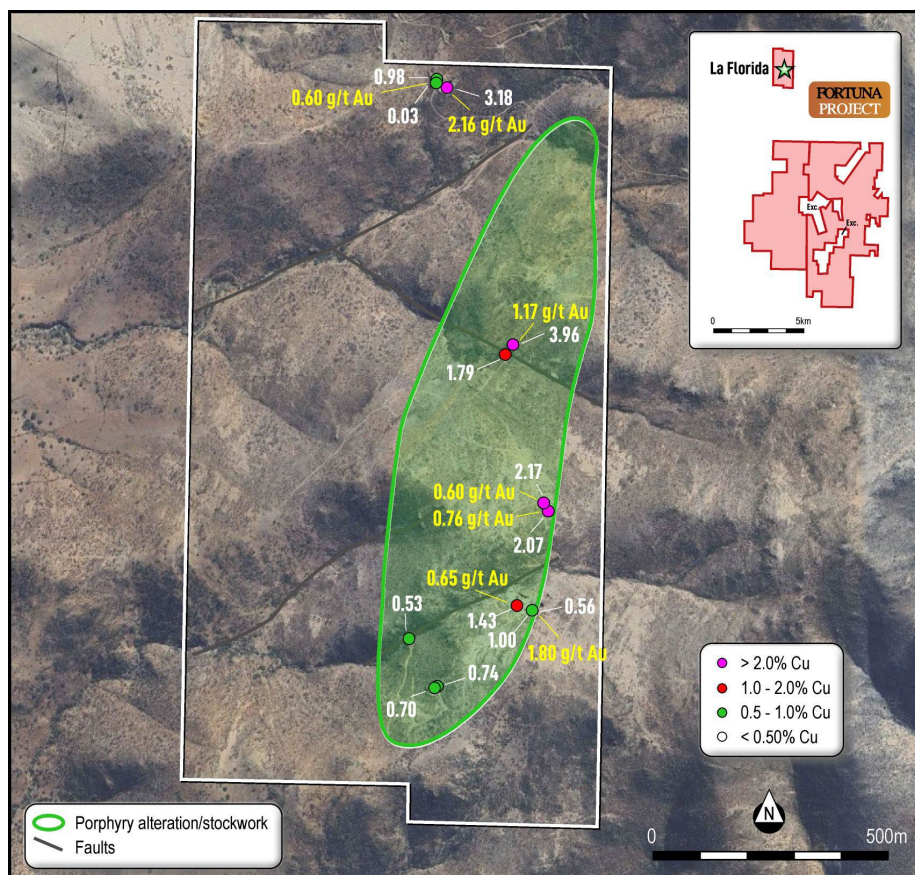 La Florida
FORTUNA
PROJECT
Exc.
Exc.
0
5km
0.98
0.60 g/t Au
0.03
3.18
2.16 g/t Au
1.17 g/t Au
3.96
1.79
2.17
0.60 g/t Au
0.76 g/t Au
2.07
0.65 g/t Au
0.53
1.43
0.56
1.00
1.80 g/t Au
0.74
0.70
> 2.0% Cu
1.0 - 2.0% Cu
0.5 - 1.0% Cu
< 0.50% Cu
N
0
500m
Porphyry alteration/stockwork
Faults